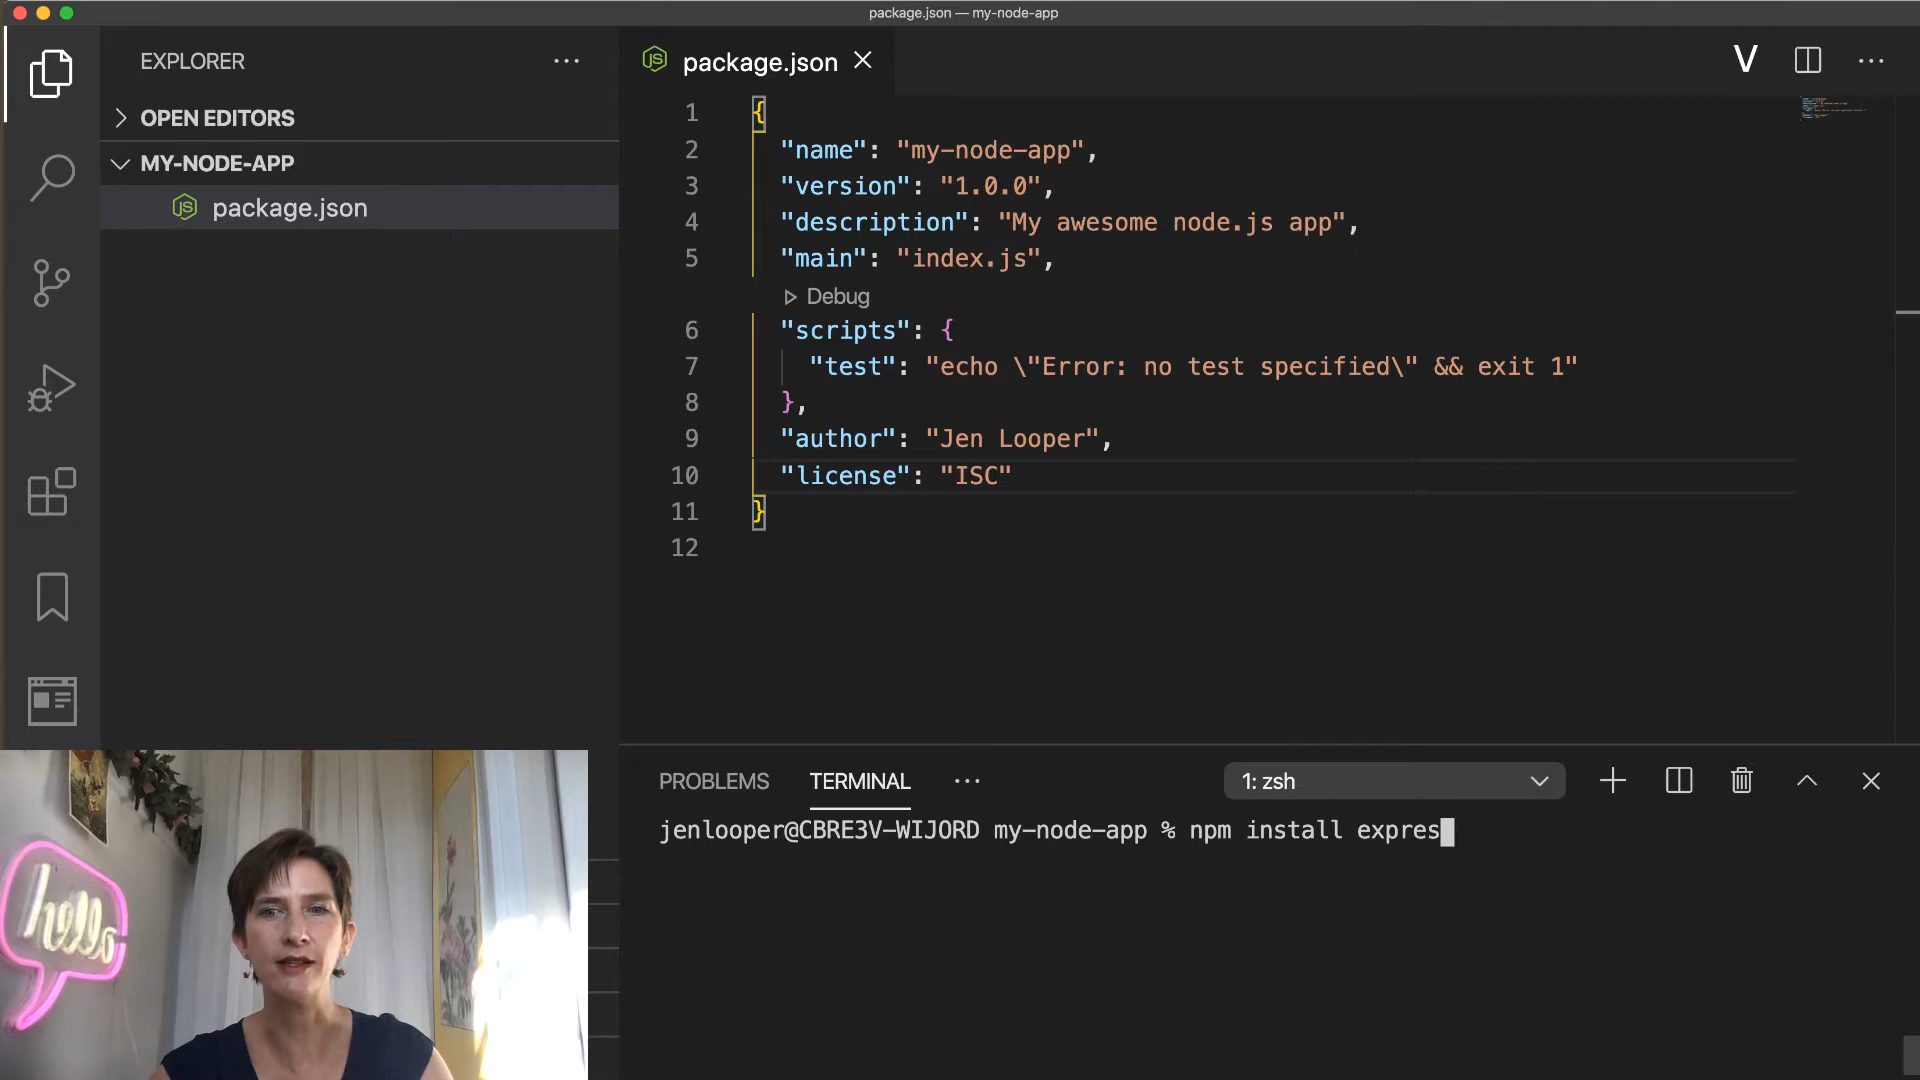 package.json — my-node-app
EXPLORER
OPEN EDITORS
MY-NODE-APP
JS package.json
JS package.json
V
1 {
2 "name": "my-node-app",
3 "version": "1.0.0",
4 "description": "My awesome node.js app",
5 "main": "index.js",
Debug
6 "scripts": {
7 "test": "echo \"Error: no test specified\" && exit 1"
8 },
9 "author": "Jen Looper",
10 "license": "ISC"
11 }
12
PROBLEMS TERMINAL ··· 1: zsh
jenlooper@CBRE3V-WIJORD my-node-app % npm install expres
hello